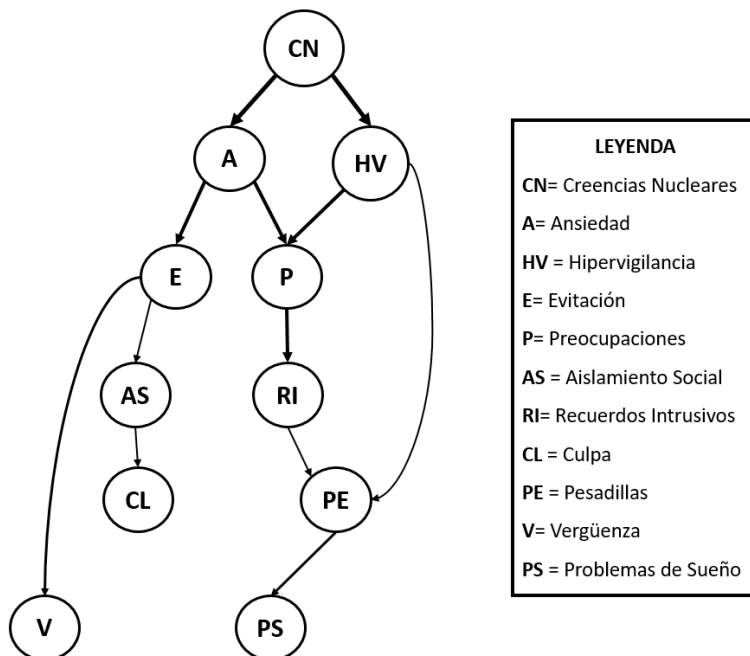 CN
A
HV
E
P
AS
RI
CL
PE
V
PS
LEYENDA
CN= Creencias Nucleares
A= Ansiedad
HV = Hipervigilancia
E= Evitación
P= Preocupaciones
AS = Aislamiento Social
RI= Recuerdos Intrusivos
CL = Culpa
PE = Pesadillas
V= Vergüenza
PS = Problemas de Sueño